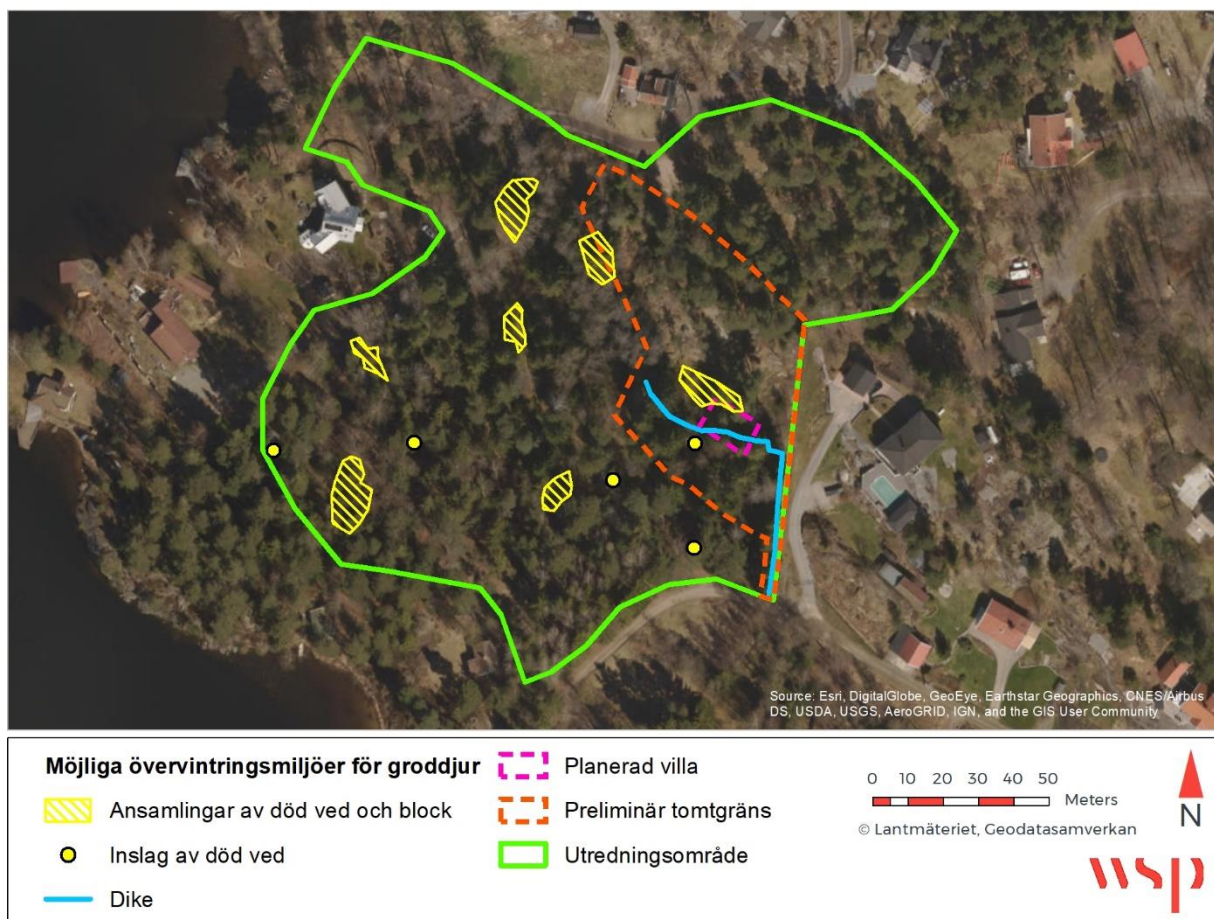 Source: Esri, DigitalGlobe, GeoEye, Earthstar Geographics, CNES/Airbus
DS, USDA, USGS, AeroGRID, IGN, and the GIS User Community
Möjliga övervintringsmiljöer för groddjur
Ansamlingar av död ved och block
Inslag av död ved
Dike
Planerad villa
Preliminär tomtgräns
Utredningsområde
0 10 20 30 40 50
Meters
© Lantmäteriet, Geodatasamverkan
N
wsp